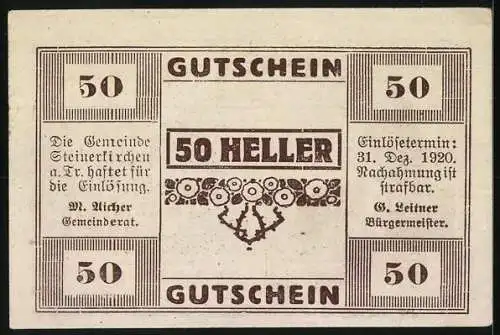 GUTSCHEIN
50
50
Die Gemeinde
Steinerkirchen
a. Tr. haftet für
die Einlösung.
M. Aicher
Gemeinderat.
50 HELLER
Einlösetermin:
31. Dez. 1920.
Nachahmung ist
strafbar.
G. Leitner
Bürgermeister.
50
50
GUTSCHEIN